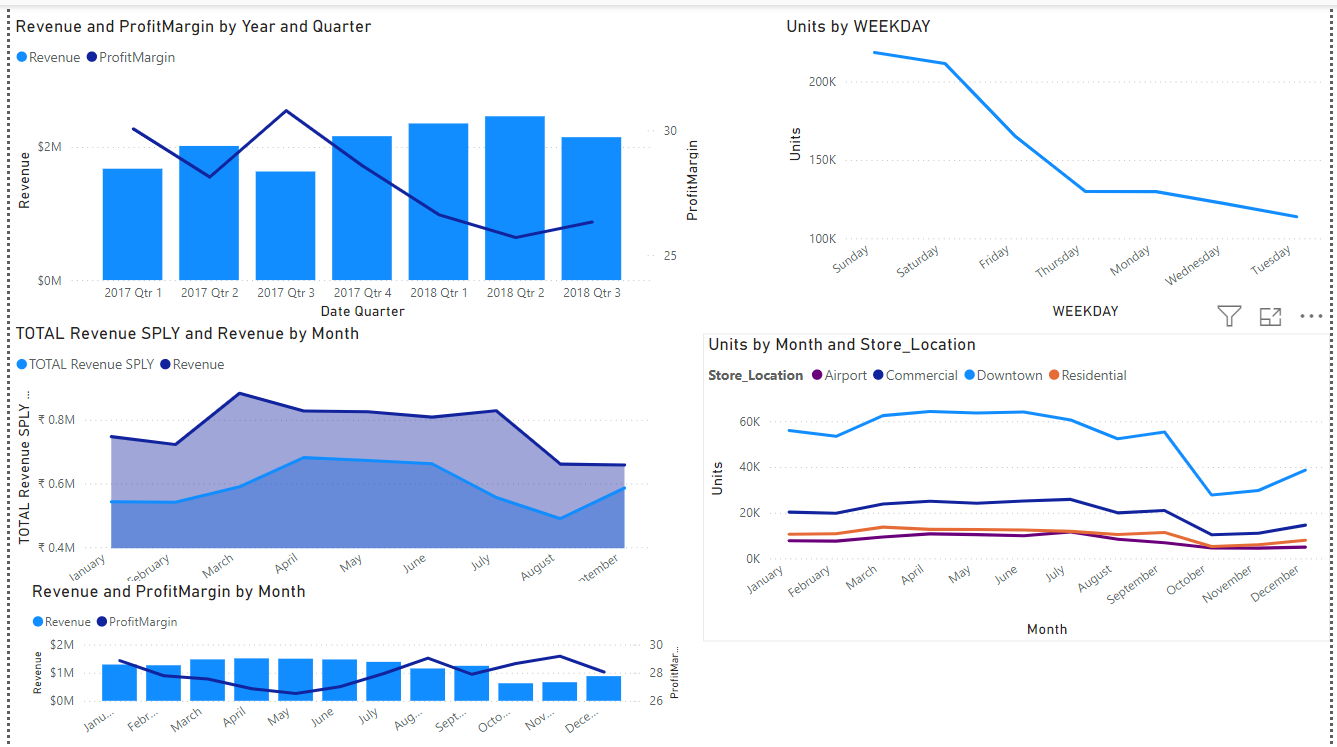 Revenue and ProfitMargin by Year and Quarter
Revenue ProfitMargin
Revenue
$2M
$0M
30
25
ProfitMargin
2017 Qtr 1 2017 Qtr 2 2017 Qtr 3 2017 Qtr 4 2018 Qtr 1 2018 Qtr 2 2018 Qtr 3
Date Quarter
Units by WEEKDAY
Units
200K
150K
100K
Sunday Saturday Friday Thursday Monday Wednesday Tuesday
WEEKDAY
TOTAL Revenue SPLY and Revenue by Month
TOTAL Revenue SPLY Revenue
TOTAL Revenue SPLY ...
₹ 0.8M
₹ 0.6M
₹ 0.4M
January February March April May June July August ...tember
Units by Month and Store_Location
Store_Location Airport Commercial Downtown Residential
Units
60K
40K
20K
0K
January February March April May June July August September October November December
Month
Revenue and ProfitMargin by Month
Revenue ProfitMargin
Revenue
$2M
$1M
$0M
30
28
26
ProfitMar...
Janu... Febr... March April May June July Aug... Sept... Octo... Nov... Dece...